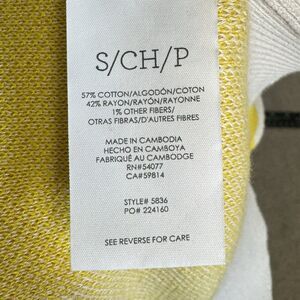 S/CH/P
57% COTTON/ALGODÓN/COTON
42% RAYON/RAYÓN/RAYONNE
1% OTHER FIBERS/
OTRAS FIBRAS/D'AUTRES FIBRES
MADE IN CAMBODIA
HECHO EN CAMBOYA
FABRIQUÉ AU CAMBODGE
RN#54077
CA#59814
STYLE# 5836
PO# 224160
SEE REVERSE FOR CARE